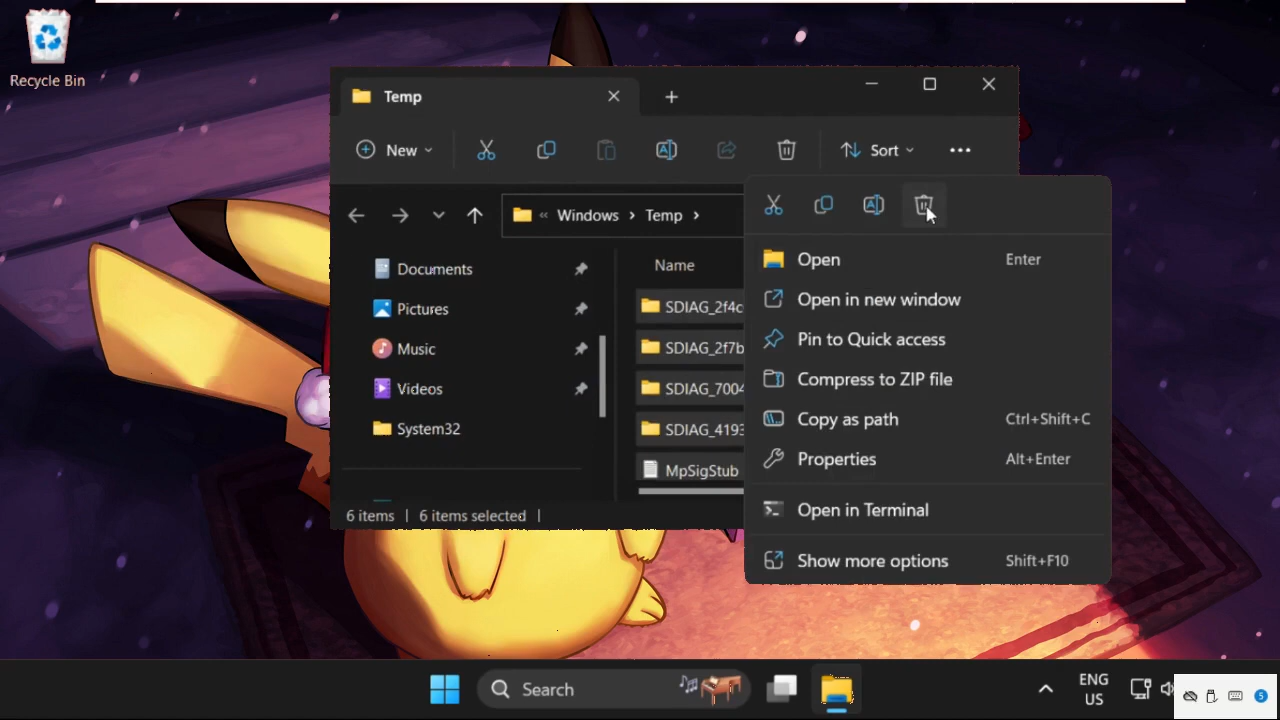 Recycle Bin
Temp
New
Sort
« Windows > Temp >
Documents
Pictures
Music
Videos
System32
Name
SDIAG_2f4c
SDIAG_2f7b
SDIAG_7004
SDIAG_4193
MpSigStub
6 items | 6 items selected |
Open Enter
Open in new window
Pin to Quick access
Compress to ZIP file
Copy as path Ctrl+Shift+C
Properties Alt+Enter
Open in Terminal
Show more options Shift+F10
Search
ENG
US
5